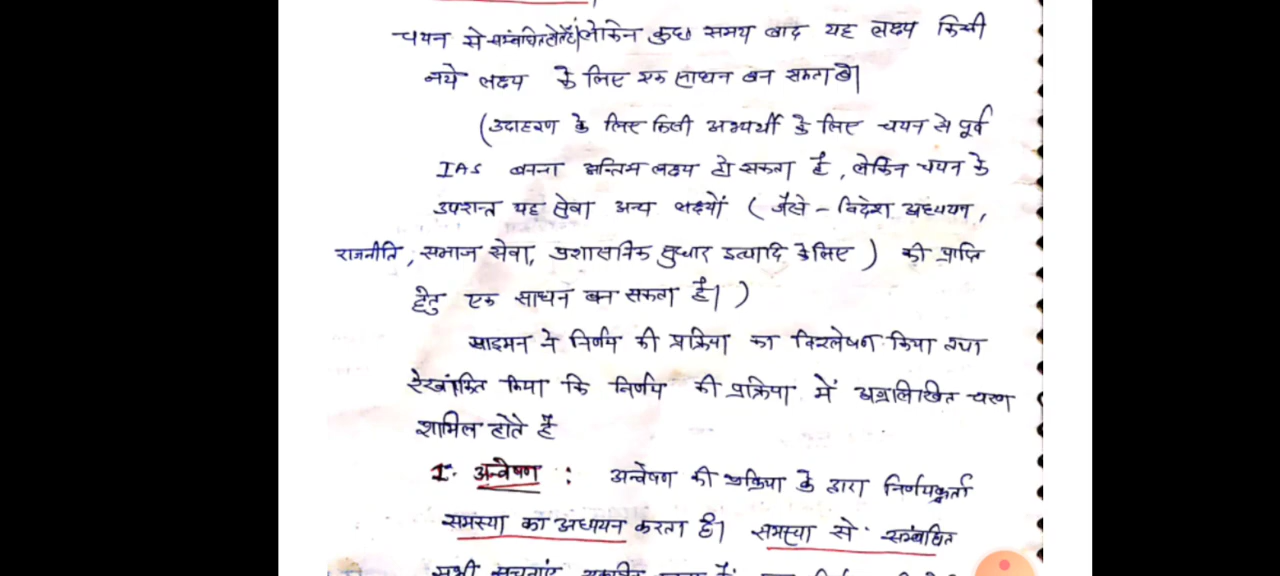 चयन से सम्बंधित होते हैं। लेकिन कुछ समय बाद यह लक्ष्य किसी
नये लक्ष्य के लिए एक साधन बन सकता है।
(उदाहरण के लिए किसी अभ्यर्थी के लिए चयन से पूर्व
IAS बनना अन्तिम लक्ष्य हो सकता है, लेकिन चयन के
उपरान्त यह सेवा अन्य लक्ष्यों (जैसे - विदेश अध्ययन,
राजनीति, समाज सेवा, प्रशासनिक सुधार इत्यादि के लिए) की प्राप्ति
हेतु एक साधन बन सकता है।)
साइमन ने निर्णय की प्रक्रिया का विश्लेषण किया तथा
रेखांकित किया कि निर्णय की प्रक्रिया में अग्रलिखित चरण
शामिल होते हैं
1. अन्वेषण : अन्वेषण की प्रक्रिया के द्वारा निर्णयकर्ता
समस्या का अध्ययन करता है। समस्या से सम्बंधित
सभी सूचनाएं